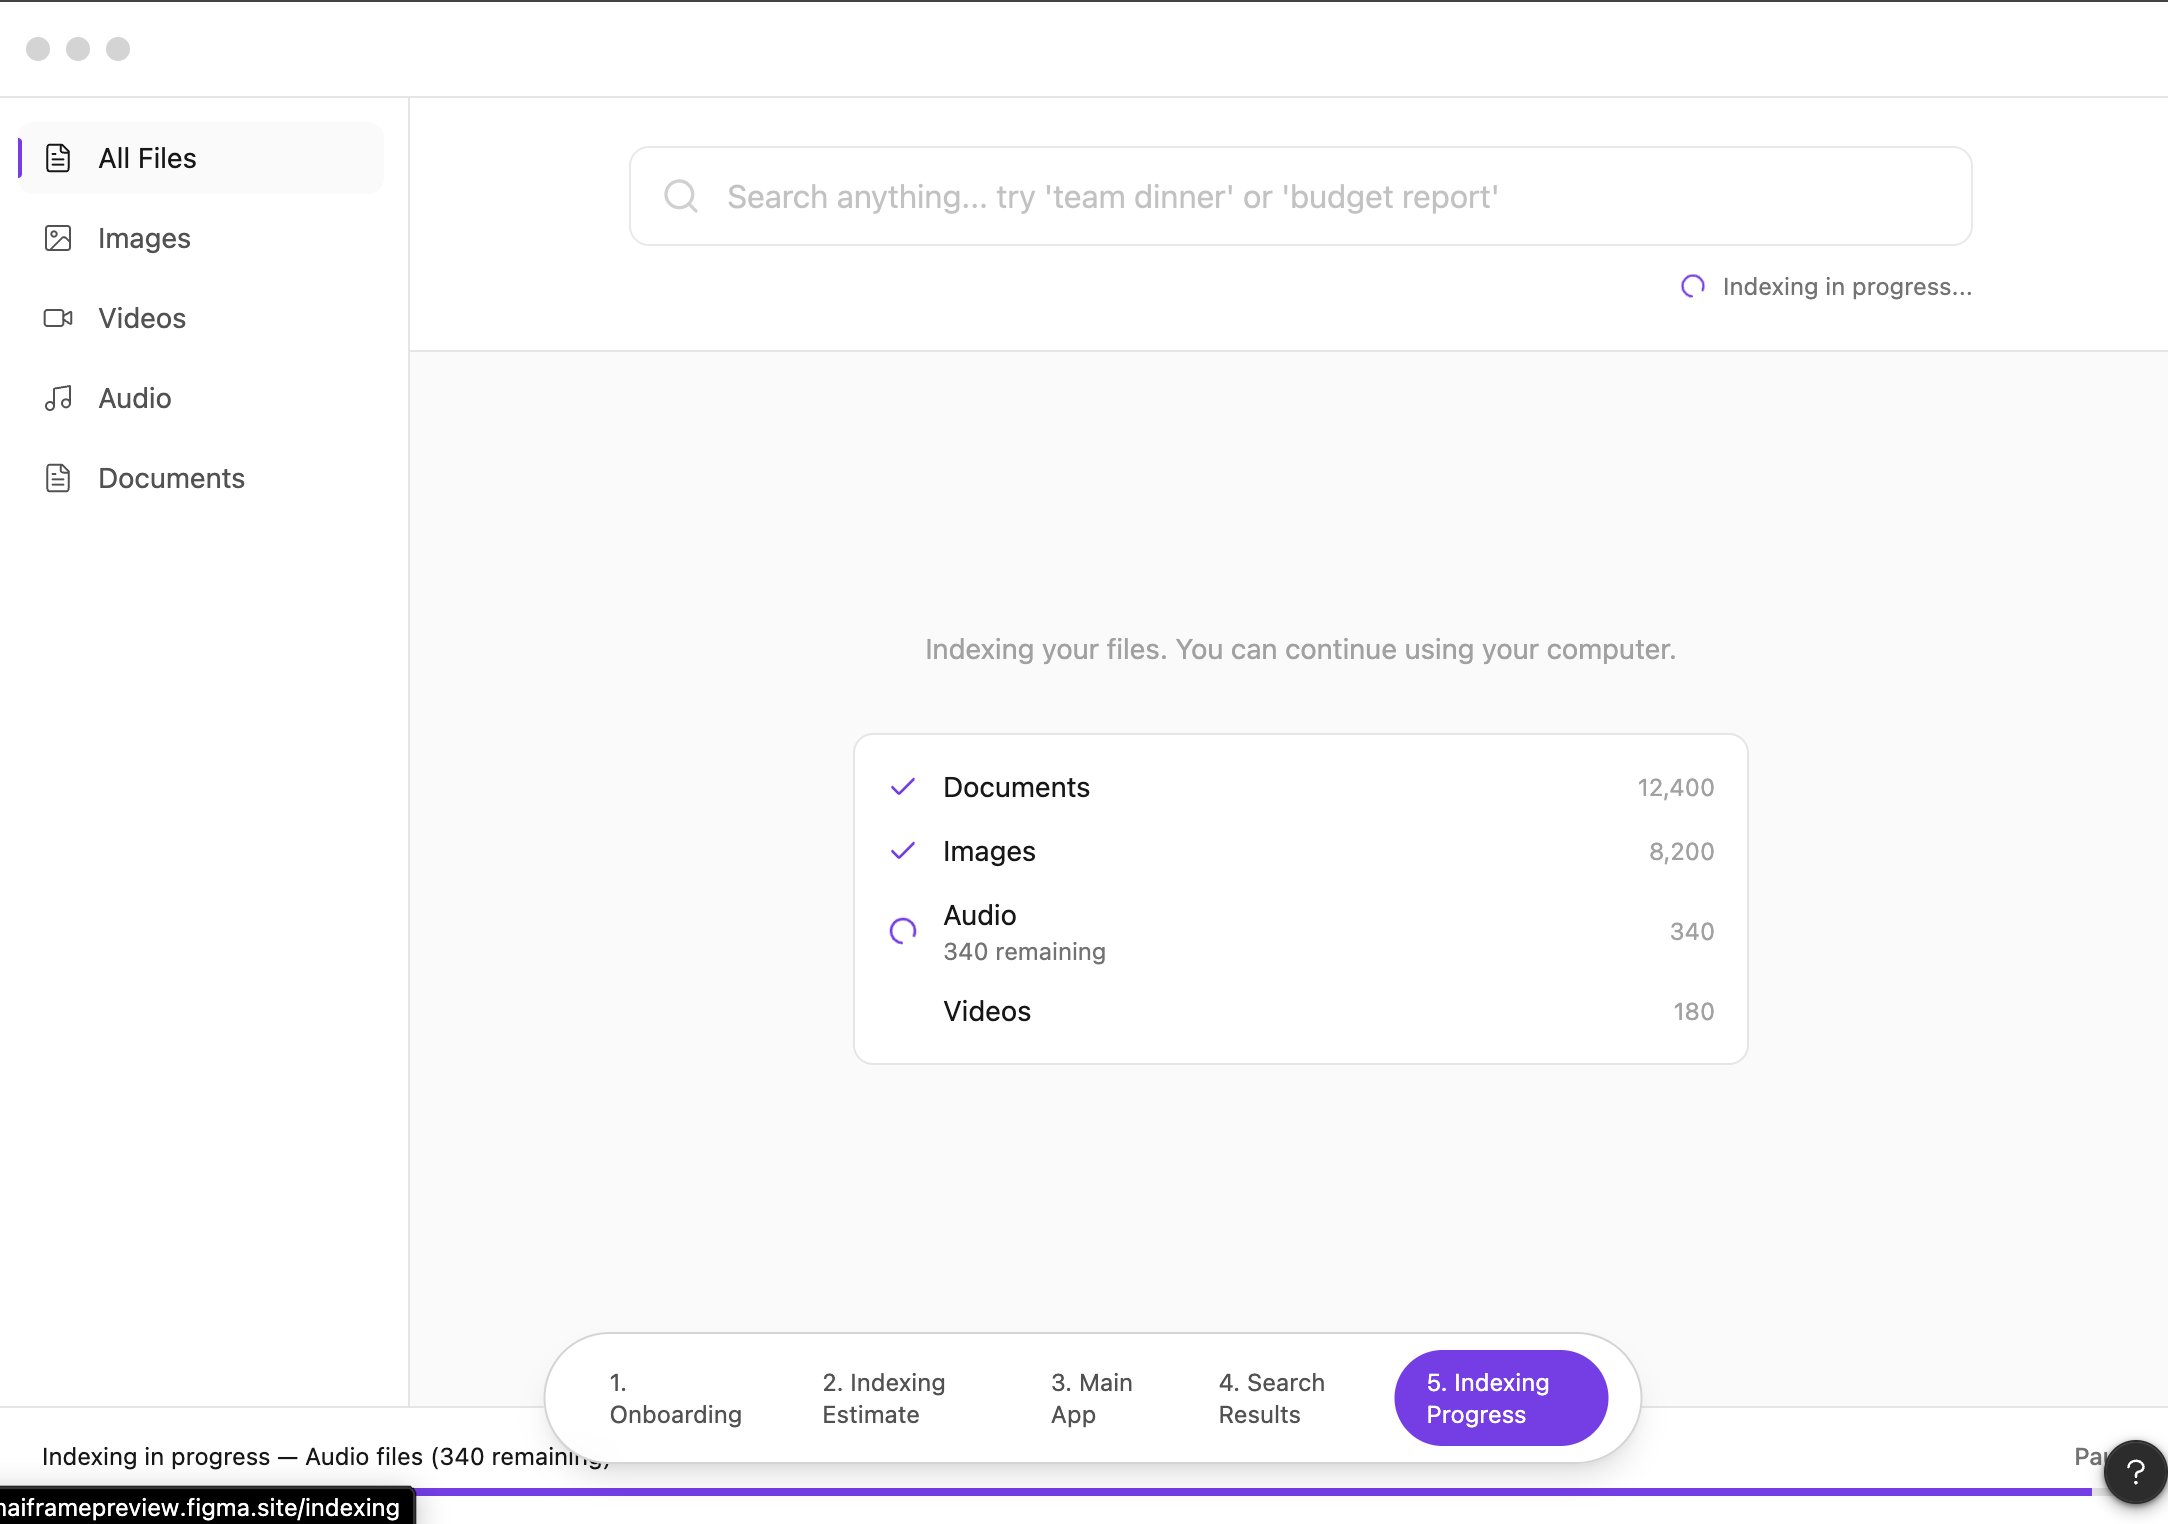 All Files
Images
Videos
Audio
Documents
Search anything... try 'team dinner' or 'budget report'
Indexing in progress...
Indexing your files. You can continue using your computer.
Documents 12,400
Images 8,200
Audio 340
340 remaining
Videos 180
1. Onboarding
2. Indexing Estimate
3. Main App
4. Search Results
5. Indexing Progress
Indexing in progress — Audio files (340 remaining)
?
aiframepreview.figma.site/indexing